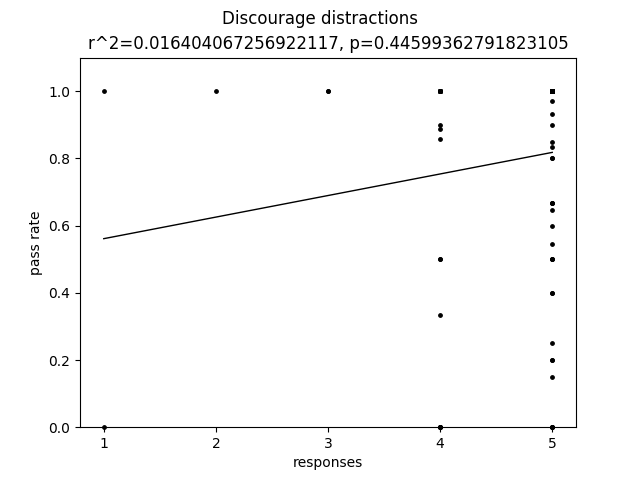 Discourage distractions
r^2=0.016404067256922117, p=0.44599362791823105
1.0
0.8
0.6
0.4
0.2
0.0
pass rate
1 2 3 4 5
responses